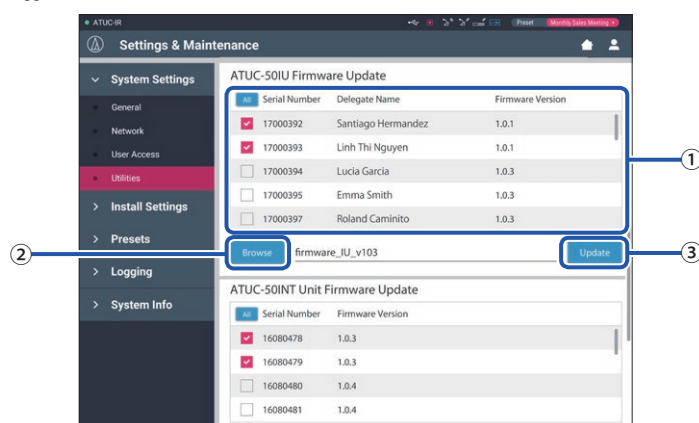 ATUC-IR Preset Monthly Sales Meeting
Settings & Maintenance
System Settings
General
Network
User Access
Utilities
Install Settings
Presets
Logging
System Info
ATUC-50IU Firmware Update
All Serial Number Delegate Name Firmware Version
17000392 Santiago Hermandez 1.0.1
17000393 Linh Thi Nguyen 1.0.1
17000394 Lucia Garcia 1.0.3
17000395 Emma Smith 1.0.3
17000397 Roland Caminito 1.0.3
① 
② Browse firmware_IU_v103 Update ③
ATUC-50INT Unit Firmware Update
All Serial Number Firmware Version
16080478 1.0.3
16080479 1.0.3
16080480 1.0.4
16080481 1.0.4